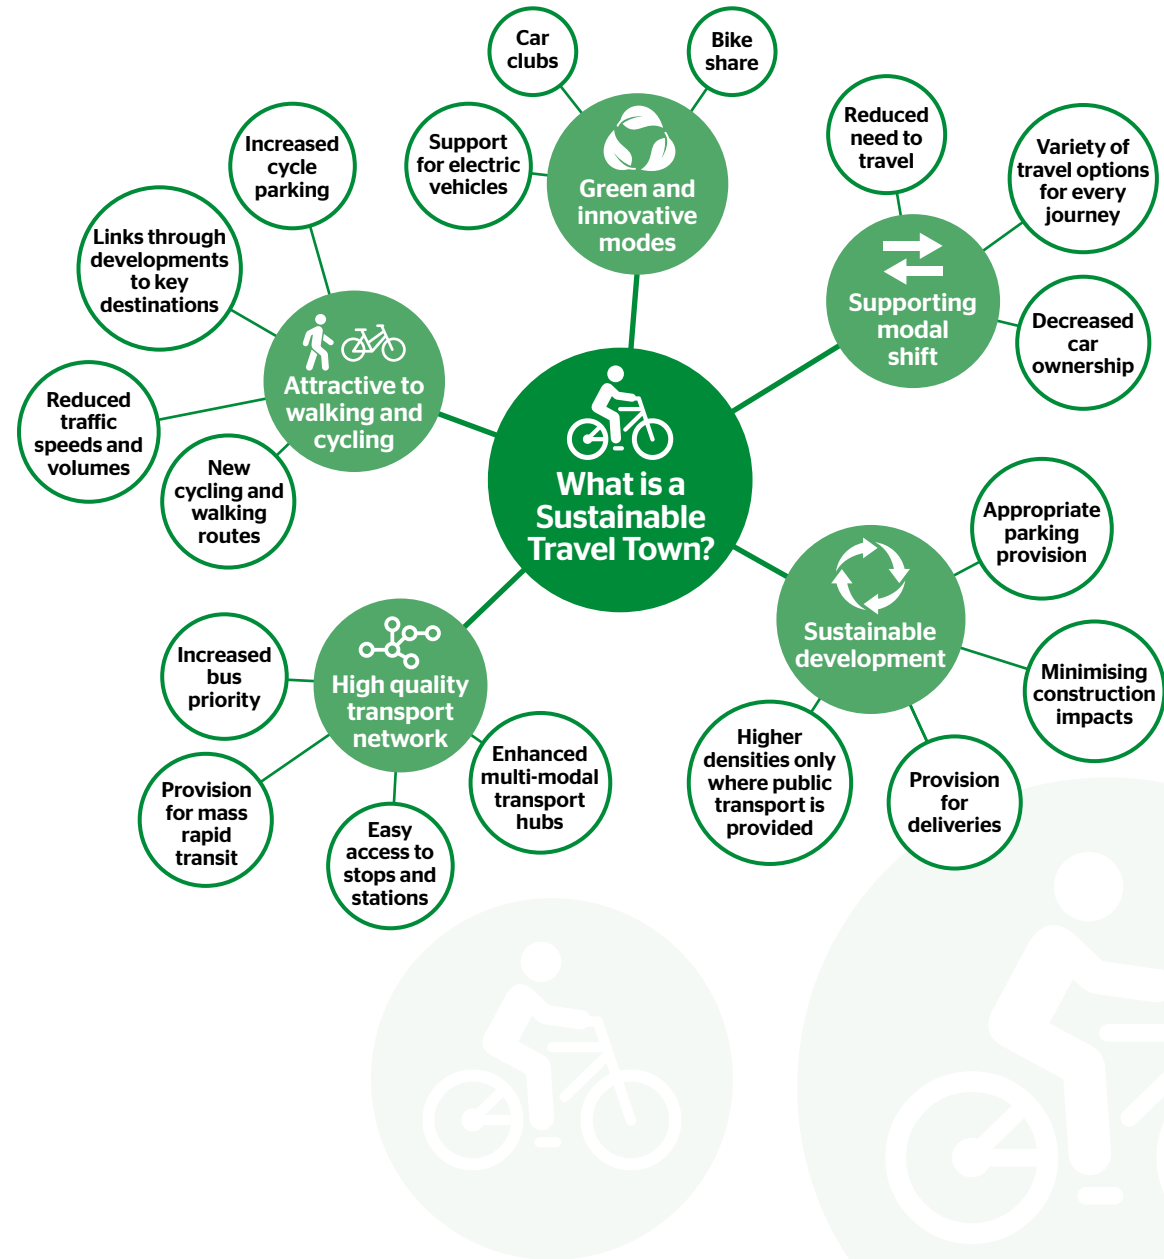 What is a
Sustainable
Travel Town?
Green and
innovative
modes
Car
clubs
Bike
share
Support
for electric
vehicles
Supporting
modal
shift
Reduced
need to
travel
Variety of
travel options
for every
journey
Decreased
car
ownership
Sustainable
development
Appropriate
parking
provision
Minimising
construction
impacts
Provision
for
deliveries
Higher
densities only
where public
transport is
provided
High quality
transport
network
Enhanced
multi-modal
transport
hubs
Easy
access to
stops and
stations
Provision
for mass
rapid
transit
Increased
bus
priority
Attractive to
walking and
cycling
New
cycling and
walking
routes
Reduced
traffic
speeds and
volumes
Links through
developments
to key
destinations
Increased
cycle
parking